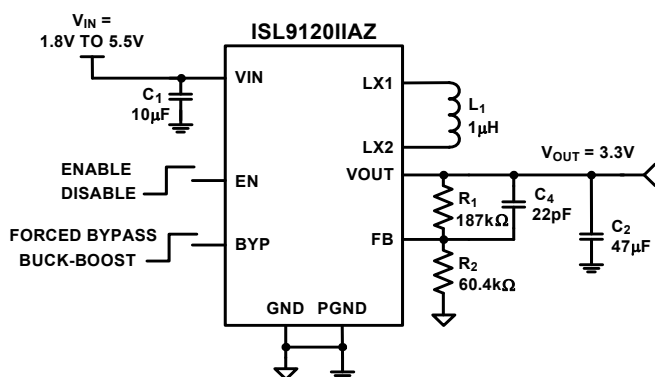 VIN =
1.8V TO 5.5V
ISL9120IIAZ
VIN
C1
10µF
LX1
L1
1µH
LX2
VOUT = 3.3V
VOUT
ENABLE
DISABLE
EN
R1
187kΩ
C4
22pF
FORCED BYPASS
BUCK-BOOST
BYP
FB
C2
47µF
R2
60.4kΩ
GND
PGND